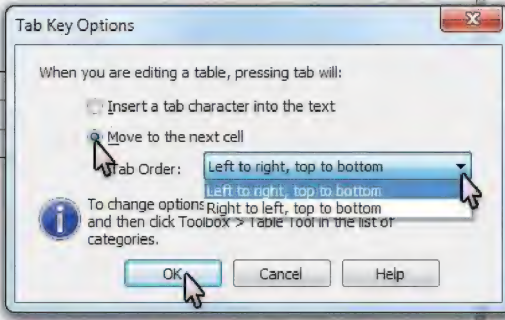 Tab Key Options
When you are editing a table, pressing tab will:
Insert a tab character into the text
Move to the next cell
Tab Order: Left to right, top to bottom
Left to right, top to bottom
Right to left, top to bottom
To change options
and then click Toolbox > Table Tool in the list of
categories.
OK Cancel Help